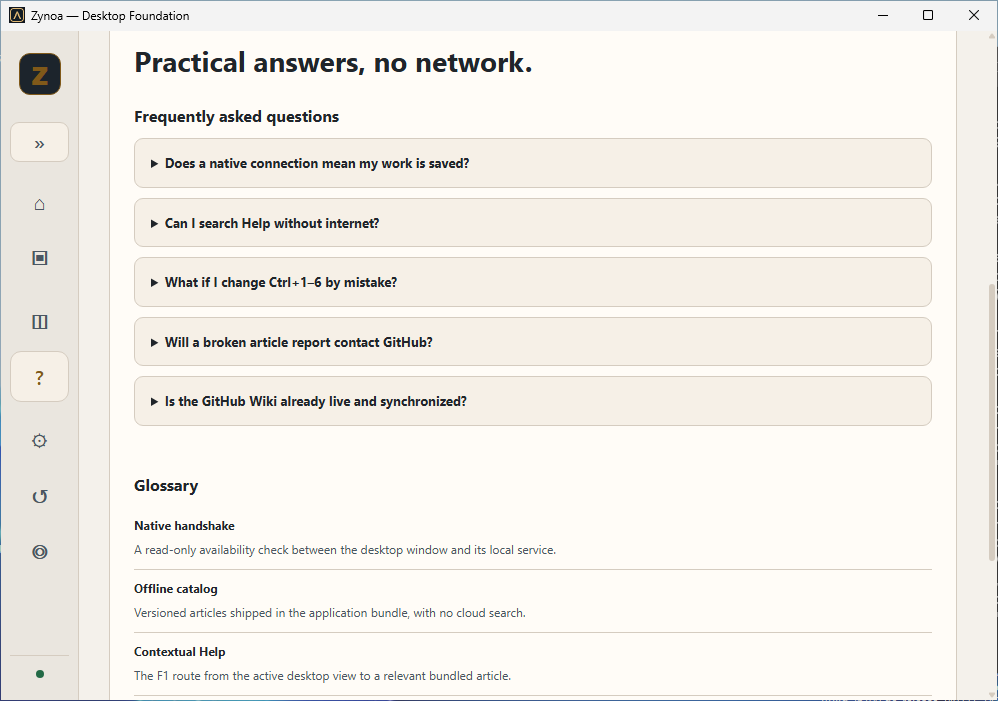 Zynoa — Desktop Foundation
Z
»
?
Practical answers, no network.
Frequently asked questions
Does a native connection mean my work is saved?
Can I search Help without internet?
What if I change Ctrl+1–6 by mistake?
Will a broken article report contact GitHub?
Is the GitHub Wiki already live and synchronized?
Glossary
Native handshake
A read-only availability check between the desktop window and its local service.
Offline catalog
Versioned articles shipped in the application bundle, with no cloud search.
Contextual Help
The F1 route from the active desktop view to a relevant bundled article.